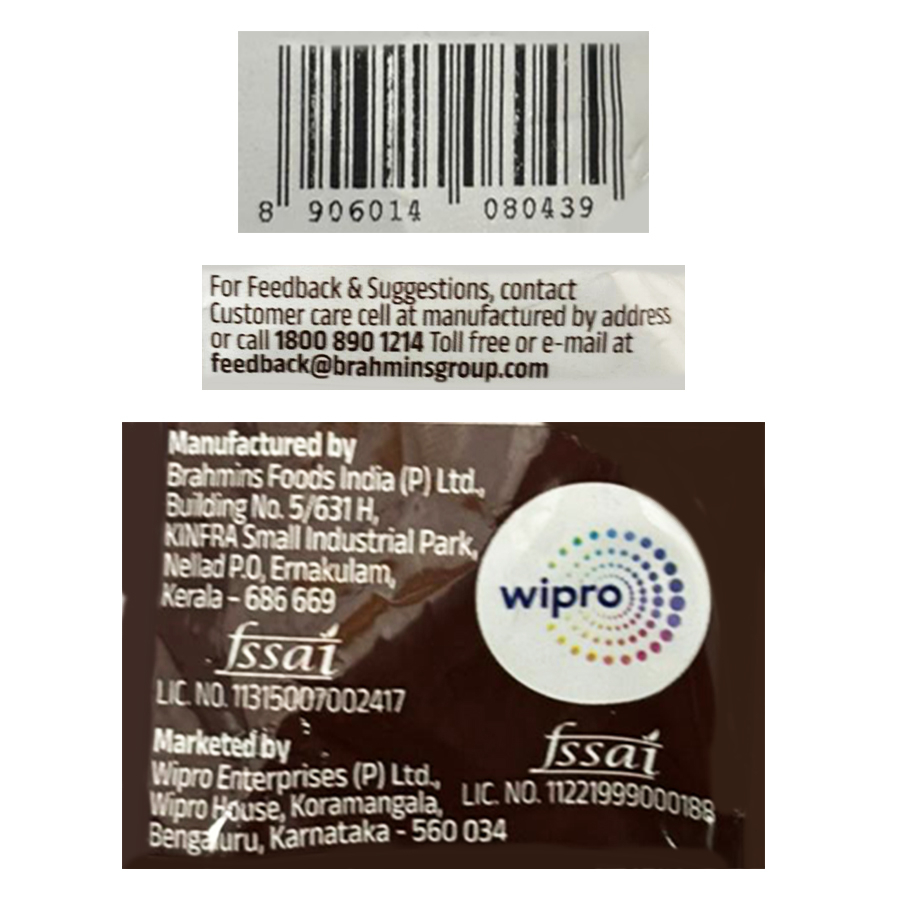 8 906014 080439
For Feedback & Suggestions, contact
Customer care cell at manufactured by address
or call 1800 890 1214 Toll free or e-mail at
feedback@brahminsgroup.com
Manufactured by
Brahmins Foods India (P) Ltd.,
Building No. 5/631 H,
KINFRA Small Industrial Park,
Nellad P.O, Ernakulam,
Kerala – 686 669
fssai
LIC. NO. 11315007002417
Marketed by
Wipro Enterprises (P) Ltd.,
Wipro House, Koramangala,
Bengaluru, Karnataka - 560 034
wipro
fssai
LIC. NO. 11221999000188